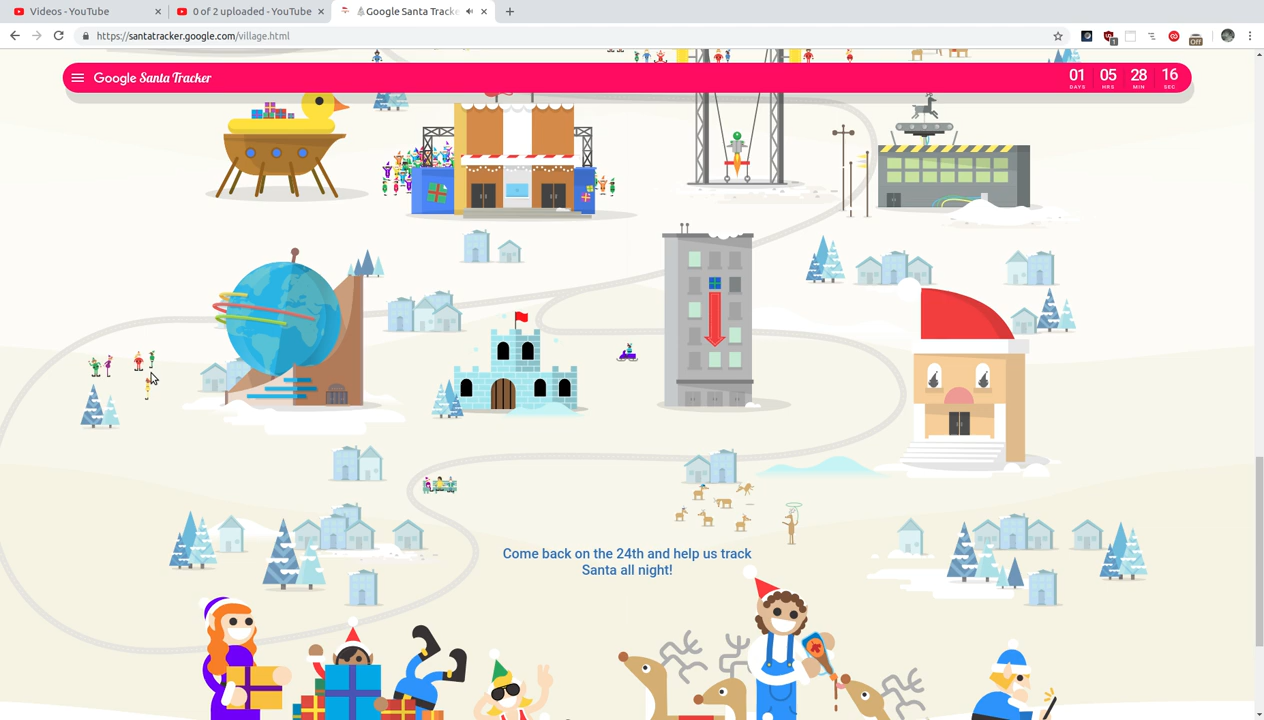 Videos - YouTube
0 of 2 uploaded - YouTube
Google Santa Tracke
https://santatracker.google.com/village.html
1
Off
Google Santa Tracker
01 05 28 16
DAYS HRS MIN SEC
Come back on the 24th and help us track
Santa all night!